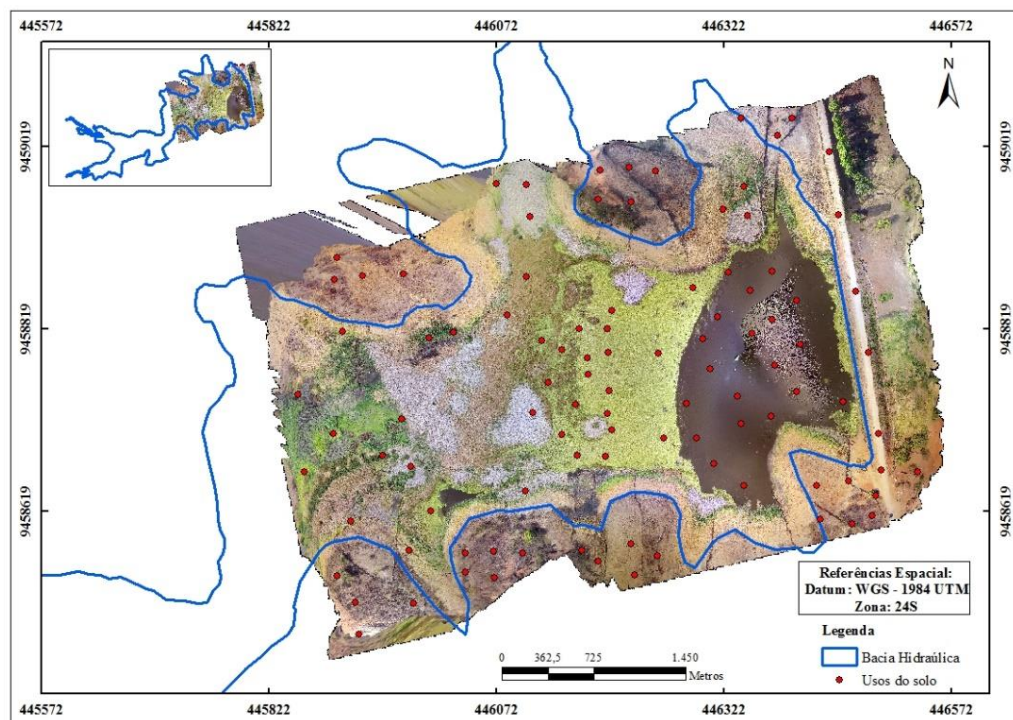 445572 445822 446072 446322 446572
N
9459019 9459019
9458819 9458819
9458619 9458619
Referências Espacial:
Datum: WGS - 1984 UTM
Zona: 24S
Legenda
Bacia Hidraúlica
Usos do solo
0 362,5 725 1.450
Metros
445572 445822 446072 446322 446572